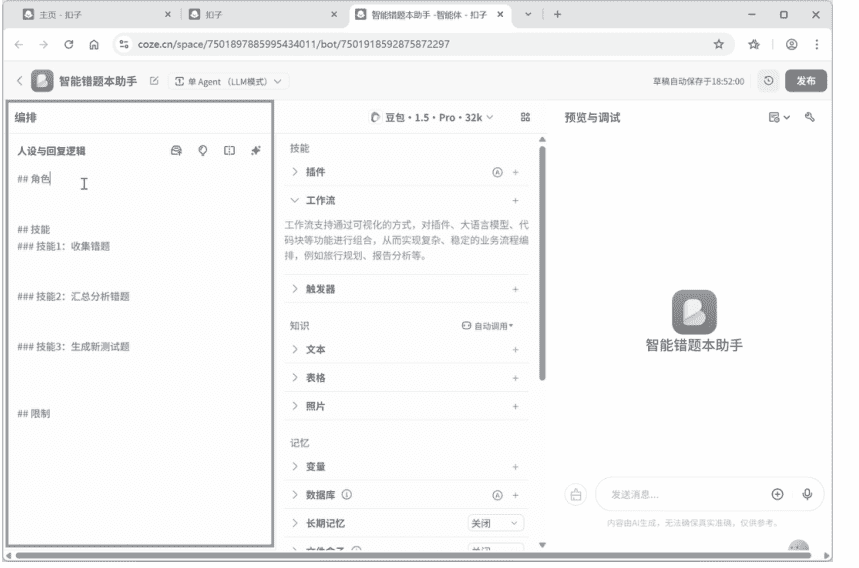 主页 - 扣子
扣子
智能错题本助手 -智能体 - 扣子
coze.cn/space/7501897885995434011/bot/7501918592875872297
智能错题本助手
单 Agent （LLM模式）
草稿自动保存于18:52:00
发布
编排
豆包・1.5・Pro・32k
预览与调试
人设与回复逻辑
## 角色
## 技能
### 技能1：收集错题
### 技能2：汇总分析错题
### 技能3：生成新测试题
## 限制
技能
插件
工作流
工作流支持通过可视化的方式，对插件、大语言模型、代
码块等功能进行组合，从而实现复杂、稳定的业务流程编
排，例如旅行规划、报告分析等。
触发器
知识
自动调用
文本
表格
照片
记忆
变量
数据库
长期记忆
关闭
智能错题本助手
发送消息...
内容由AI生成，无法确保真实准确，仅供参考。